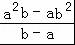 a²b − ab²
b − a